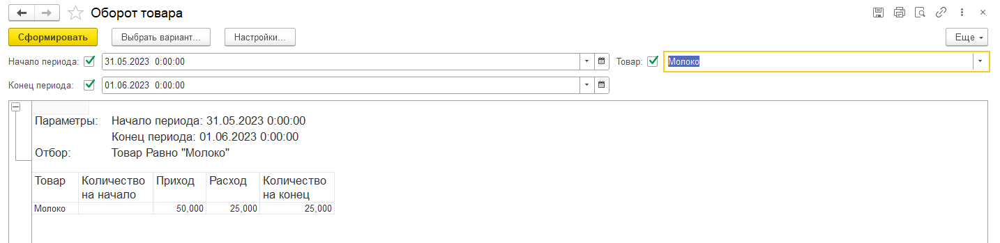 Оборот товара
Сформировать Выбрать вариант... Настройки... Еще
Начало периода: 31.05.2023 0:00:00 Товар: Молоко
Конец периода: 01.06.2023 0:00:00
Параметры: Начало периода: 31.05.2023 0:00:00
Конец периода: 01.06.2023 0:00:00
Отбор: Товар Равно "Молоко"
Товар Количество Приход Расход Количество
на начало на конец
Молоко 50,000 25,000 25,000